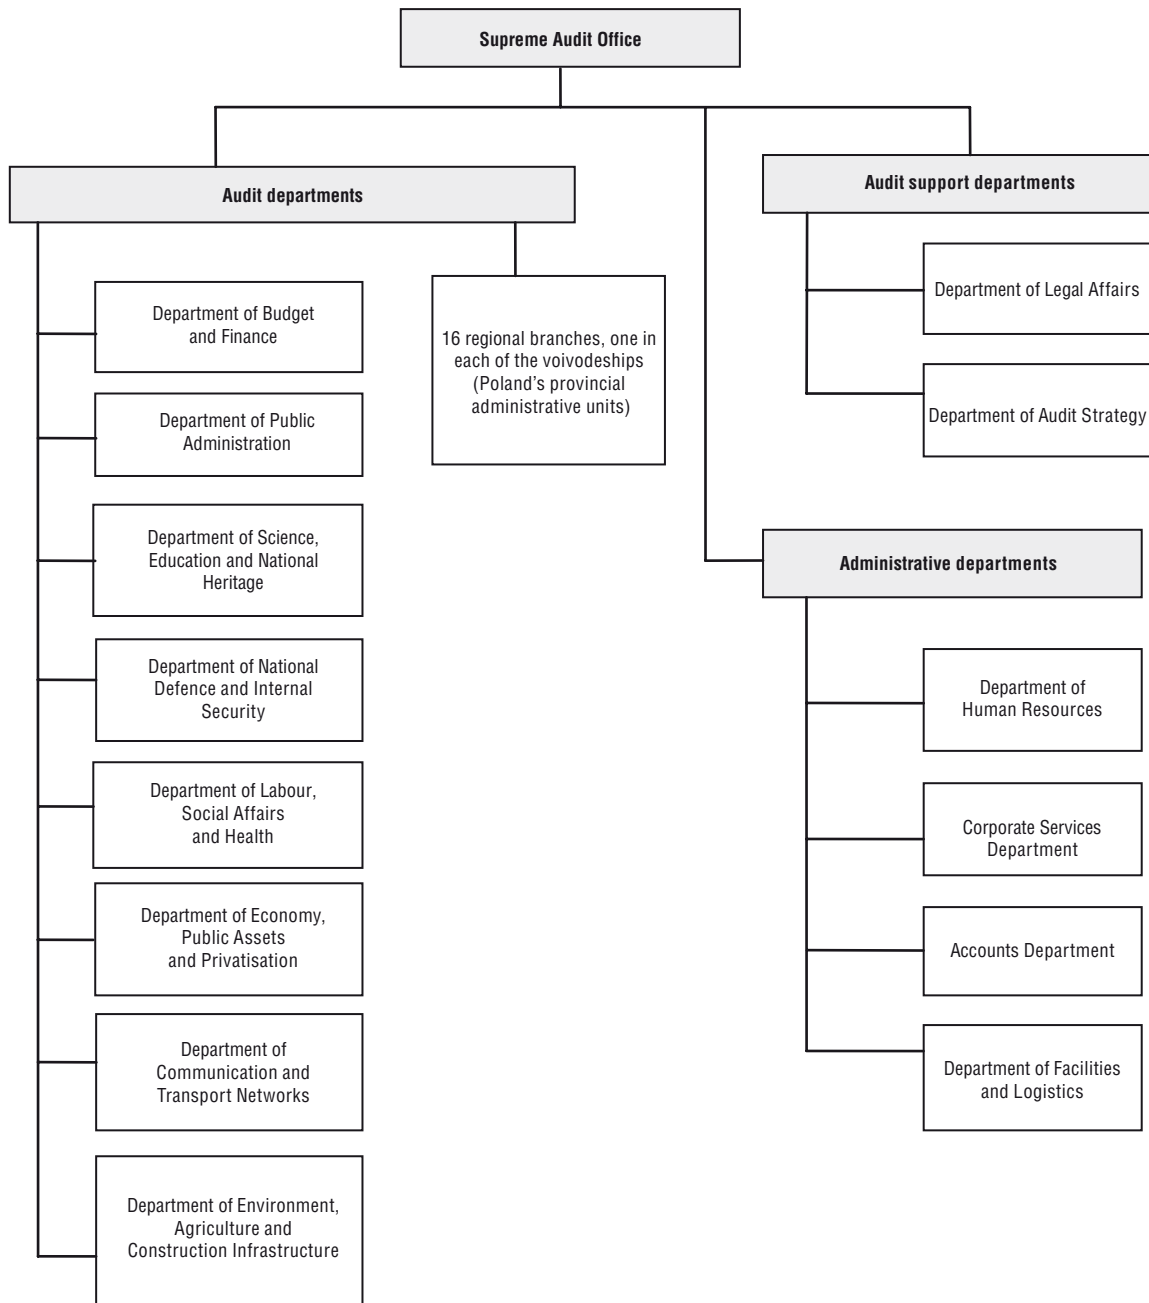 Supreme Audit Office
Audit departments
Department of Budget
and Finance
Department of Public
Administration
Department of Science,
Education and National
Heritage
Department of National
Defence and Internal
Security
Department of Labour,
Social Affairs
and Health
Department of Economy,
Public Assets
and Privatisation
Department of
Communication and
Transport Networks
Department of Environment,
Agriculture and
Construction Infrastructure
16 regional branches, one in
each of the voivodeships
(Poland’s provincial
administrative units)
Audit support departments
Department of Legal Affairs
Department of Audit Strategy
Administrative departments
Department of
Human Resources
Corporate Services
Department
Accounts Department
Department of Facilities
and Logistics